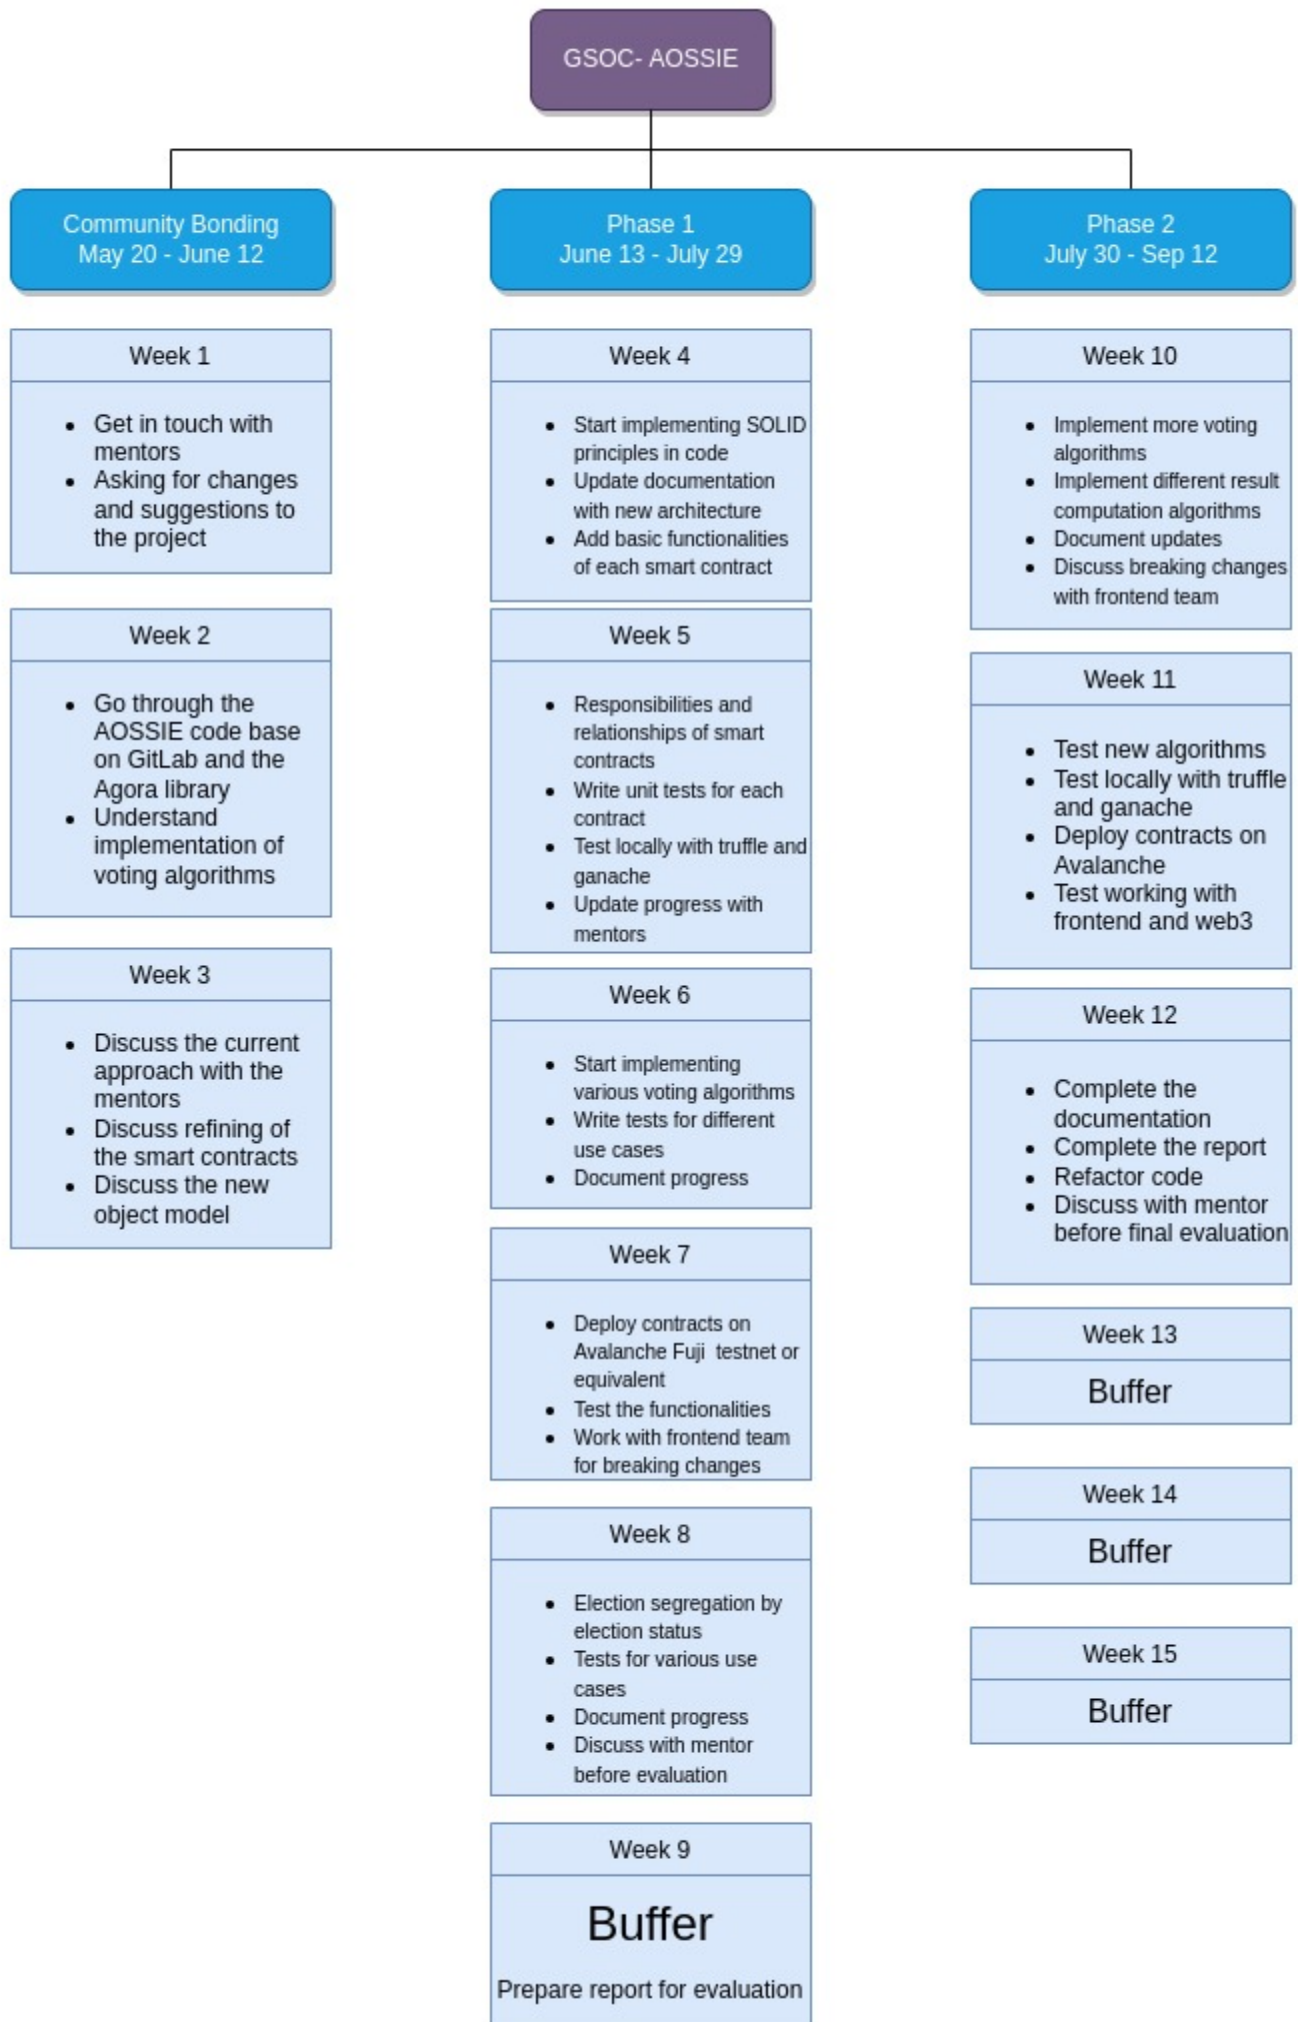 GSOC- AOSSIE
Community Bonding
May 20 - June 12
Week 1
• Get in touch with
mentors
• Asking for changes
and suggestions to
the project
Week 2
• Go through the
AOSSIE code base
on GitLab and the
Agora library
• Understand
implementation of
voting algorithms
Week 3
• Discuss the current
approach with the
mentors
• Discuss refining of
the smart contracts
• Discuss the new
object model
Phase 1
June 13 - July 29
Week 4
• Start implementing SOLID
principles in code
• Update documentation
with new architecture
• Add basic functionalities
of each smart contract
Week 5
• Responsibilities and
relationships of smart
contracts
• Write unit tests for each
contract
• Test locally with truffle and
ganache
• Update progress with
mentors
Week 6
• Start implementing
various voting algorithms
• Write tests for different
use cases
• Document progress
Week 7
• Deploy contracts on
Avalanche Fuji testnet or
equivalent
• Test the functionalities
• Work with frontend team
for breaking changes
Week 8
• Election segregation by
election status
• Tests for various use
cases
• Document progress
• Discuss with mentor
before evaluation
Week 9
Buffer
Prepare report for evaluation
Phase 2
July 30 - Sep 12
Week 10
• Implement more voting
algorithms
• Implement different result
computation algorithms
• Document updates
• Discuss breaking changes
with frontend team
Week 11
• Test new algorithms
• Test locally with truffle
and ganache
• Deploy contracts on
Avalanche
• Test working with
frontend and web3
Week 12
• Complete the
documentation
• Complete the report
• Refactor code
• Discuss with mentor
before final evaluation
Week 13
Buffer
Week 14
Buffer
Week 15
Buffer